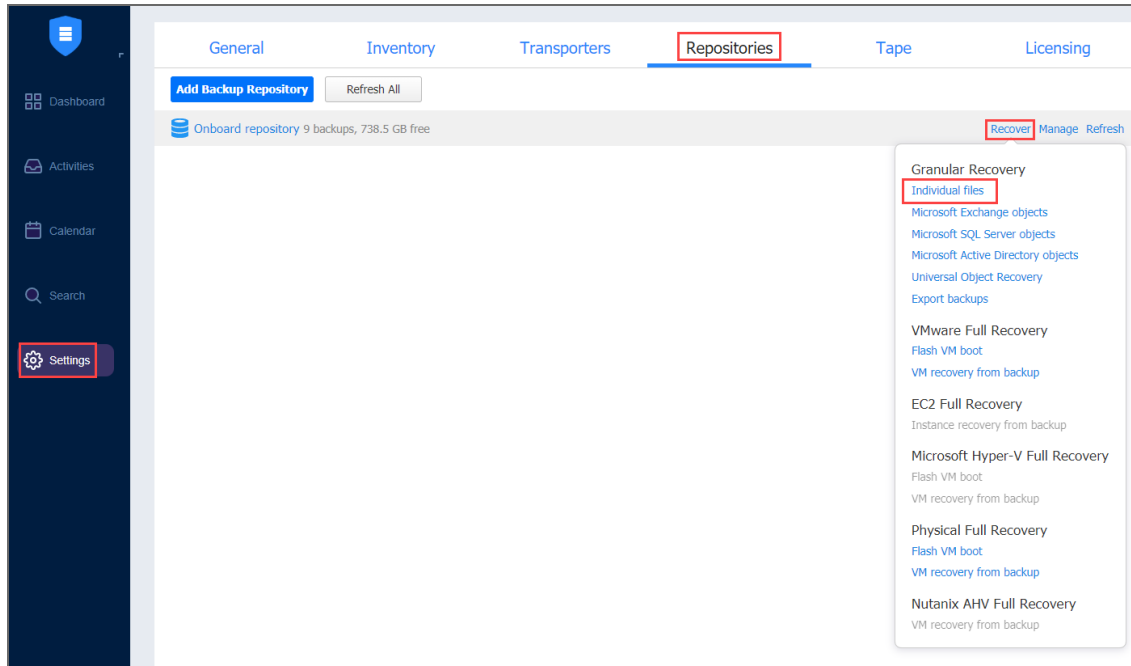 General
Inventory
Transporters
Repositories
Tape
Licensing
Add Backup Repository
Refresh All
Dashboard
Onboard repository 9 backups, 738.5 GB free
Recover Manage Refresh
Activities
Calendar
Search
Settings
Granular Recovery
Individual files
Microsoft Exchange objects
Microsoft SQL Server objects
Microsoft Active Directory objects
Universal Object Recovery
Export backups
VMware Full Recovery
Flash VM boot
VM recovery from backup
EC2 Full Recovery
Instance recovery from backup
Microsoft Hyper-V Full Recovery
Flash VM boot
VM recovery from backup
Physical Full Recovery
Flash VM boot
VM recovery from backup
Nutanix AHV Full Recovery
VM recovery from backup